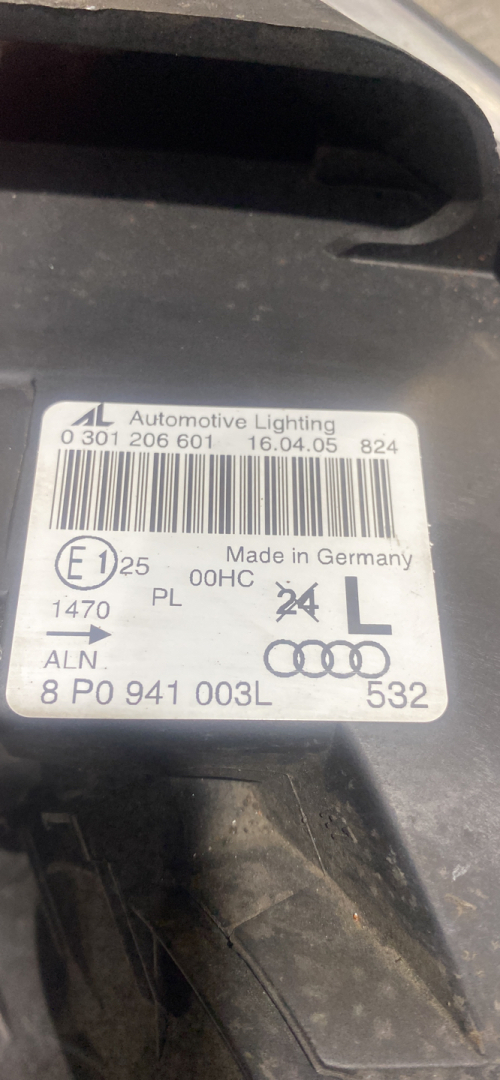 AL Automotive Lighting
0 301 206 601 16.04.05 824
E1 25 Made in Germany
00HC
PL 24 L
1470
ALN
8 P0 941 003L 532